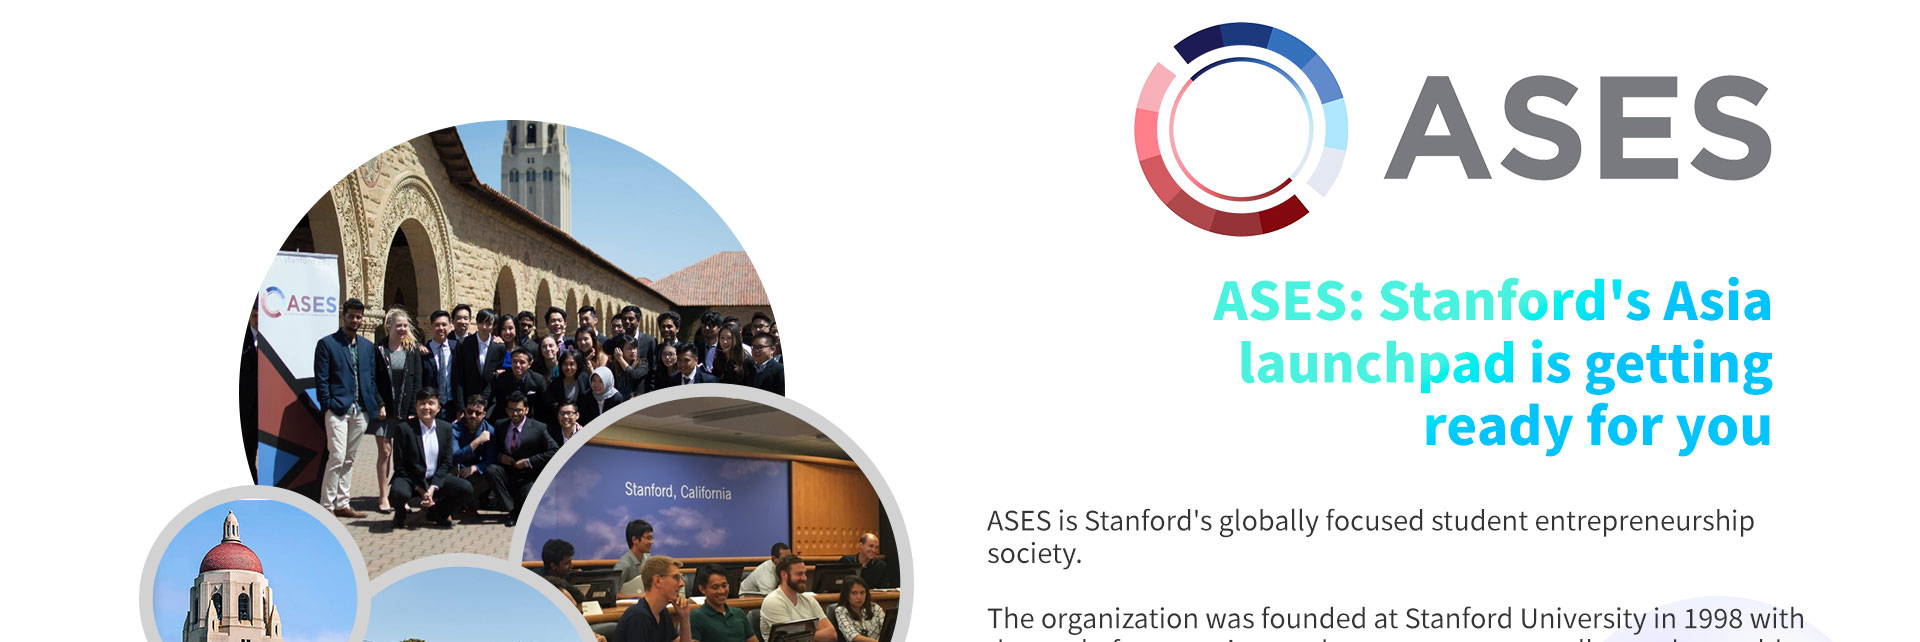 ASES
ASES: Stanford's Asia
launchpad is getting
ready for you
ASES is Stanford's globally focused student entrepreneurship
society.
The organization was founded at Stanford University in 1998 with
ASES
Stanford, California